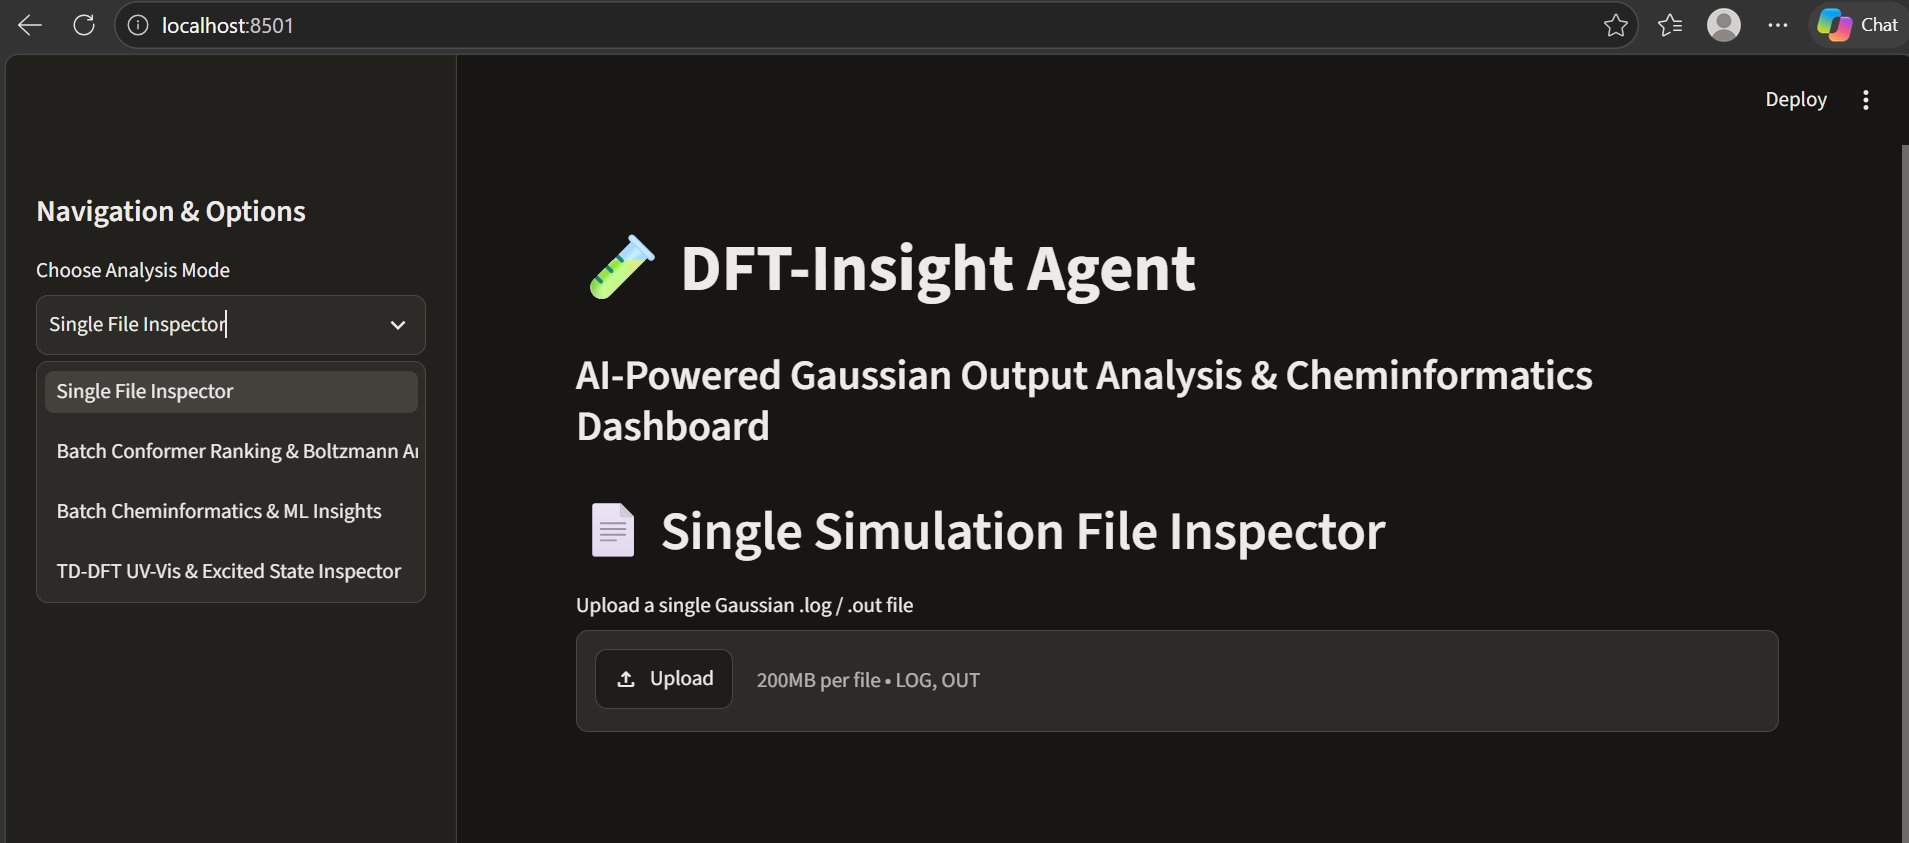 localhost:8501
Chat
Deploy
Navigation & Options
Choose Analysis Mode
Single File Inspector
Single File Inspector
Batch Conformer Ranking & Boltzmann
Batch Cheminformatics & ML Insights
TD-DFT UV-Vis & Excited State Inspector
DFT-Insight Agent
AI-Powered Gaussian Output Analysis & Cheminformatics
Dashboard
Single Simulation File Inspector
Upload a single Gaussian .log / .out file
Upload
200MB per file • LOG, OUT